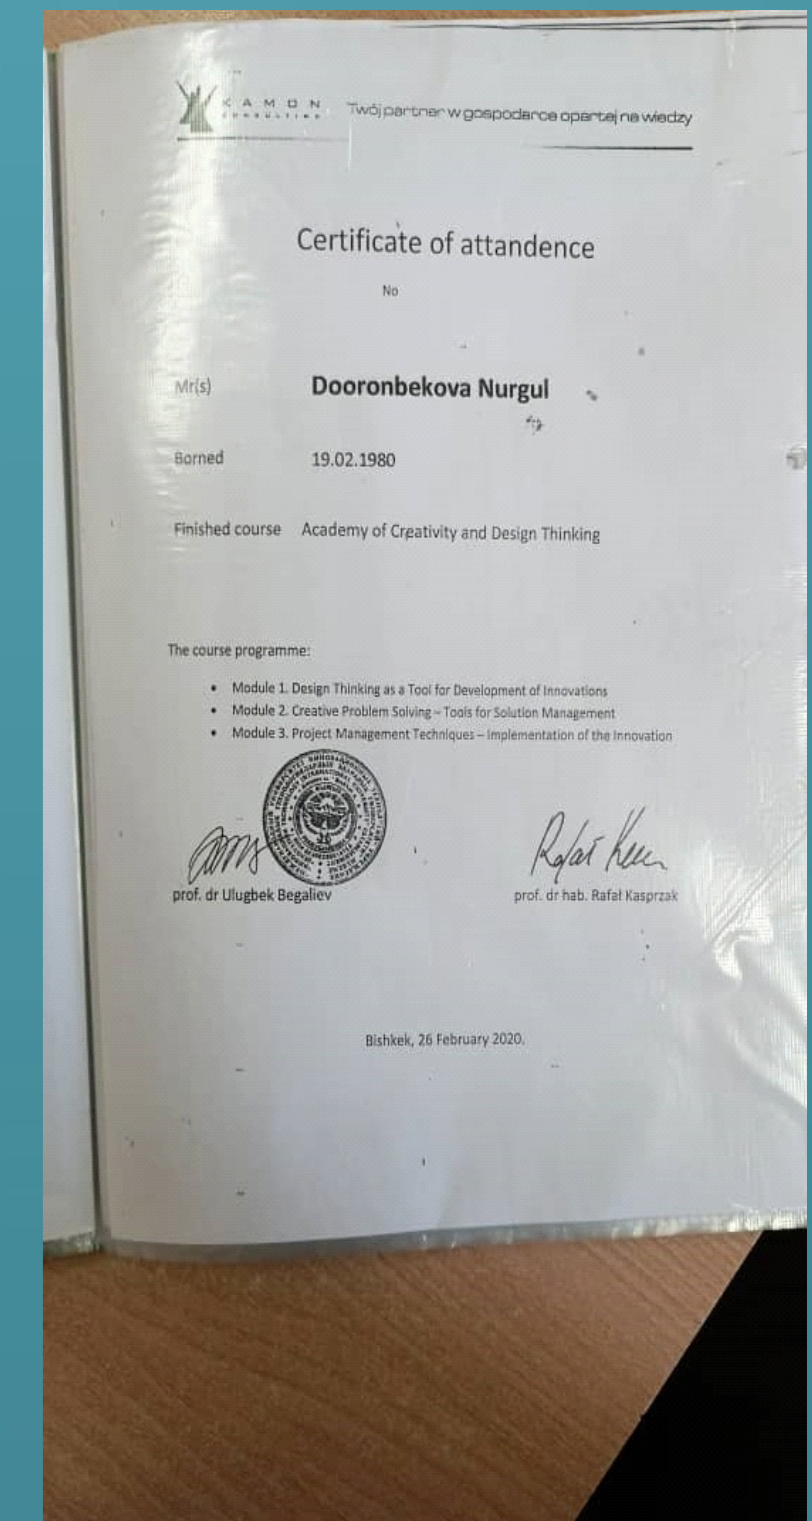 KAMON
CONSULTING
Twój partner w gospodarce opartej na wiedzy
Certificate of attandence
No
Mr(s) Dooronbekova Nurgul
Borned 19.02.1980
Finished course Academy of Creativity and Design Thinking
The course programme:
• Module 1. Design Thinking as a Tool for Development of Innovations
• Module 2. Creative Problem Solving – Tools for Solution Management
• Module 3. Project Management Techniques – Implementation of the Innovation
prof. dr Ulugbek Begaliev
prof. dr hab. Rafał Kasprzak
Bishkek, 26 February 2020.